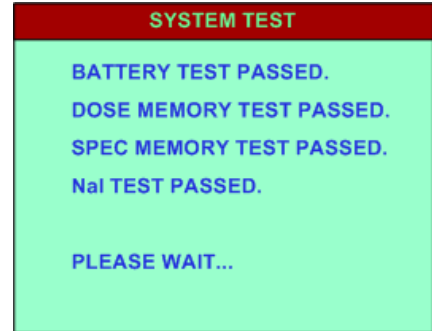 SYSTEM TEST
BATTERY TEST PASSED.
DOSE MEMORY TEST PASSED.
SPEC MEMORY TEST PASSED.
NaI TEST PASSED.
PLEASE WAIT...